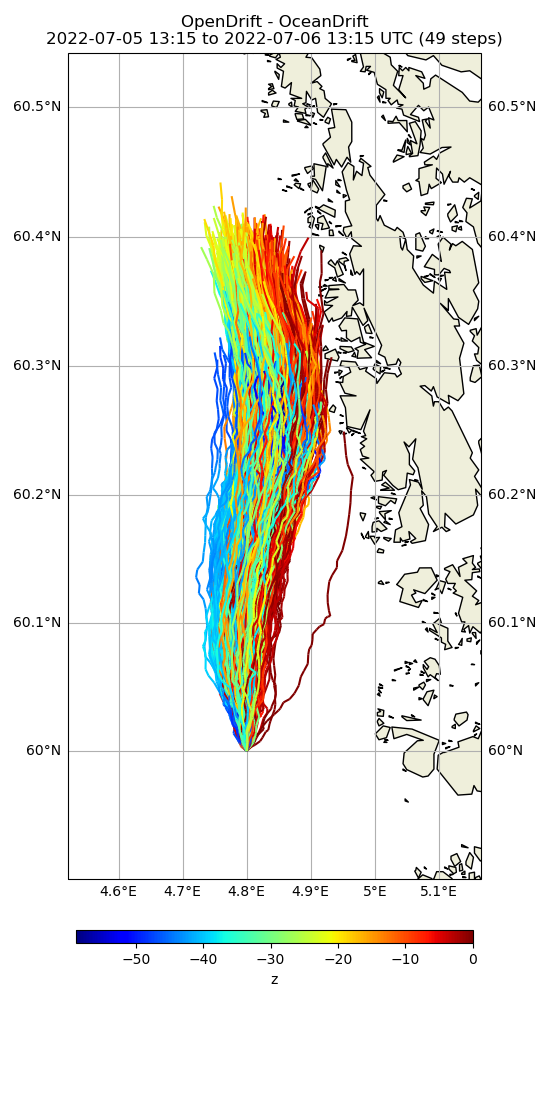 OpenDrift - OceanDrift
2022-07-05 13:15 to 2022-07-06 13:15 UTC (49 steps)
60.5°N 60.5°N
60.4°N 60.4°N
60.3°N 60.3°N
60.2°N 60.2°N
60.1°N 60.1°N
60°N 60°N
4.6°E 4.7°E 4.8°E 4.9°E 5°E 5.1°E
−50 −40 −30 −20 −10 0
z